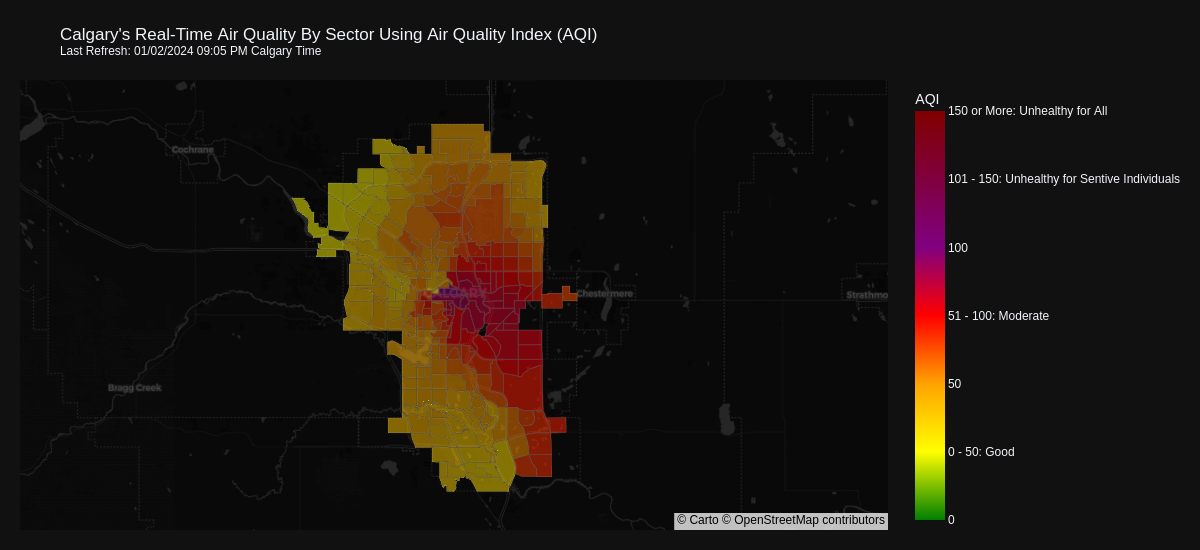 Calgary's Real-Time Air Quality By Sector Using Air Quality Index (AQI)
Last Refresh: 01/02/2024 09:05 PM Calgary Time
AQI
150 or More: Unhealthy for All
101 - 150: Unhealthy for Sentive Individuals
100
51 - 100: Moderate
50
0 - 50: Good
0
Cochrane
Chestermere
Strathmo
Bragg Creek
© Carto © OpenStreetMap contributors